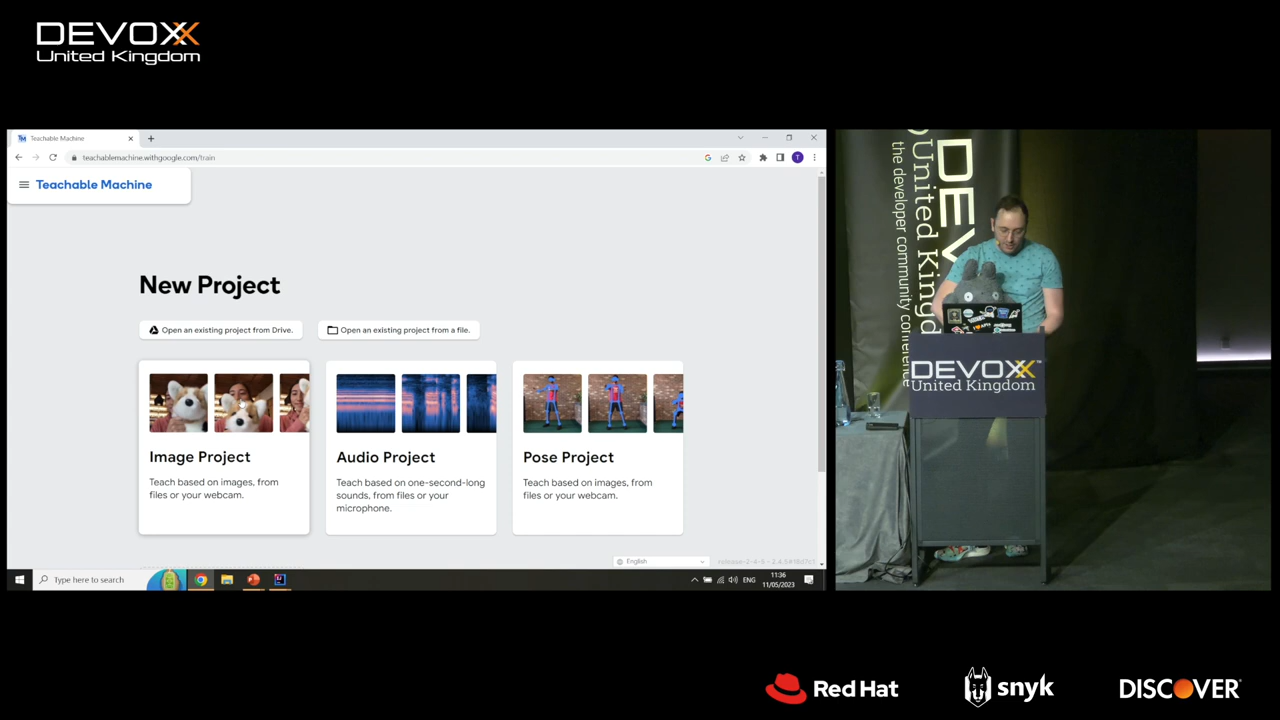 DEVOXX
United Kingdom
Teachable Machine
teachablemachine.withgoogle.com/train
T
Teachable Machine
New Project
Open an existing project from Drive.
Open an existing project from a file.
Image Project
Teach based on images, from
files or your webcam.
Audio Project
Teach based on one-second-long
sounds, from files or your
microphone.
Pose Project
Teach based on images, from
files or your webcam.
English
Type here to search
ENG
11:36
11/05/2023
DEV
United Kingd
the developer community conference
DEVOXX™
United Kingdom
Red Hat
snyk
DISCOVER